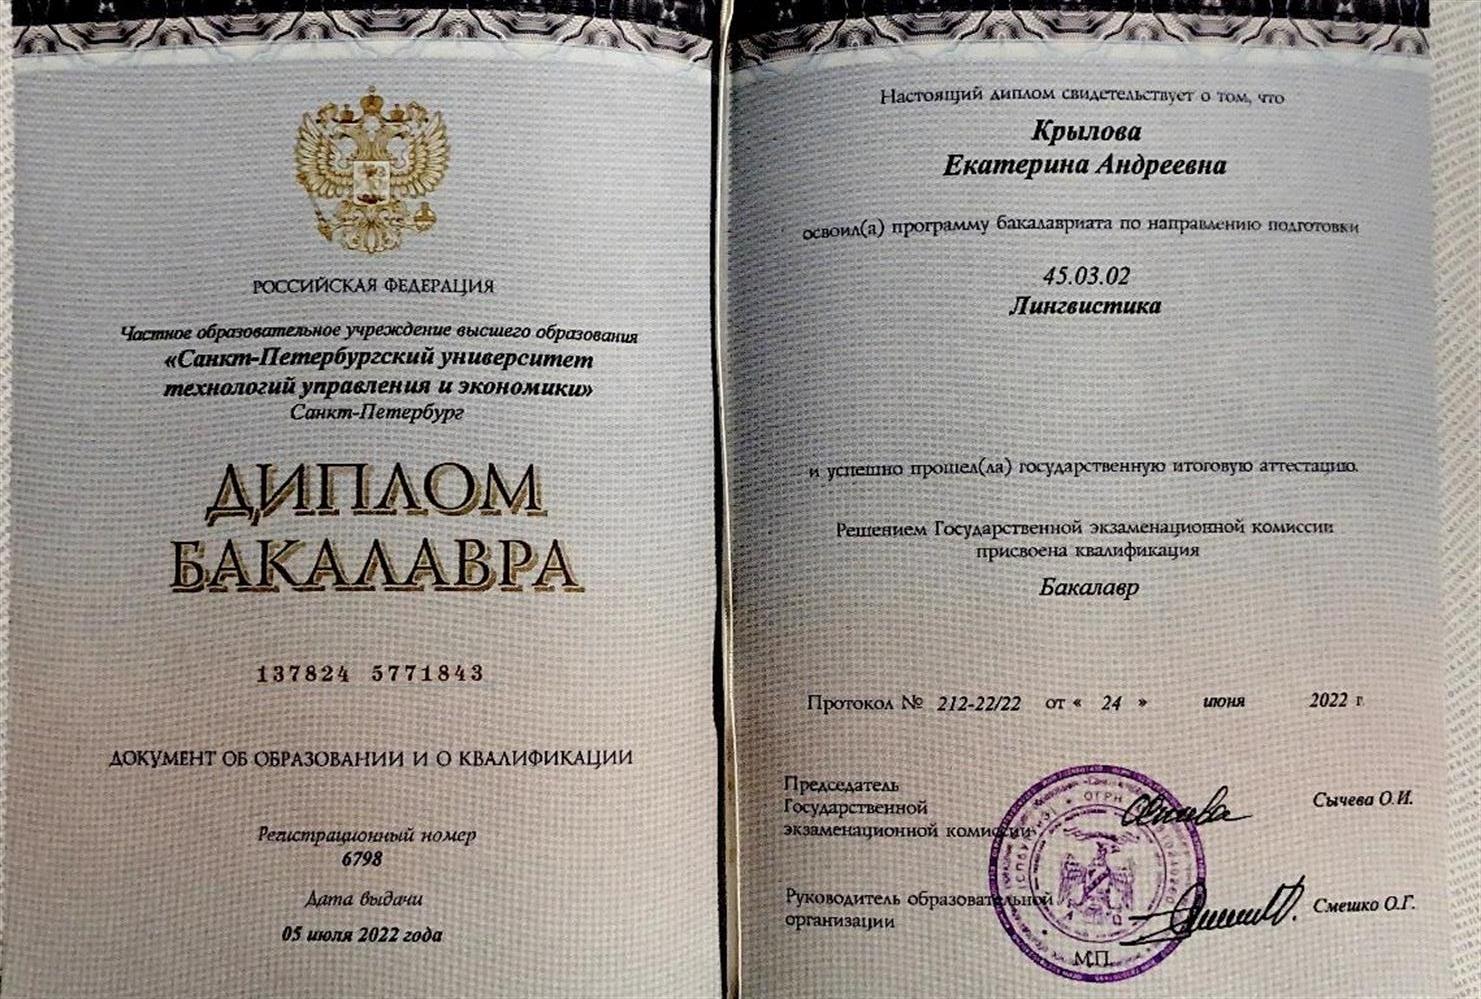 РОССИЙСКАЯ ФЕДЕРАЦИЯ
Частное образовательное учреждение высшего образования
«Санкт-Петербургский университет
технологий управления и экономики»
Санкт-Петербург
ДИПЛОМ
БАКАЛАВРА
137824 5771843
ДОКУМЕНТ ОБ ОБРАЗОВАНИИ И О КВАЛИФИКАЦИИ
Регистрационный номер
6798
Дата выдачи
05 июля 2022 года
Настоящий диплом свидетельствует о том, что
Крылова
Екатерина Андреевна
освоил(а) программу бакалавриата по направлению подготовки
45.03.02
Лингвистика
и успешно прошел(ла) государственную итоговую аттестацию.
Решением Государственной экзаменационной комиссии
присвоена квалификация
Бакалавр
Протокол № 212-22/22 от « 24 » июня 2022 г.
Председатель
Государственной
экзаменационной комиссии
Сычева О.И.
Руководитель образовательной
организации
Смешко О.Г.
М.П.
ОГРН